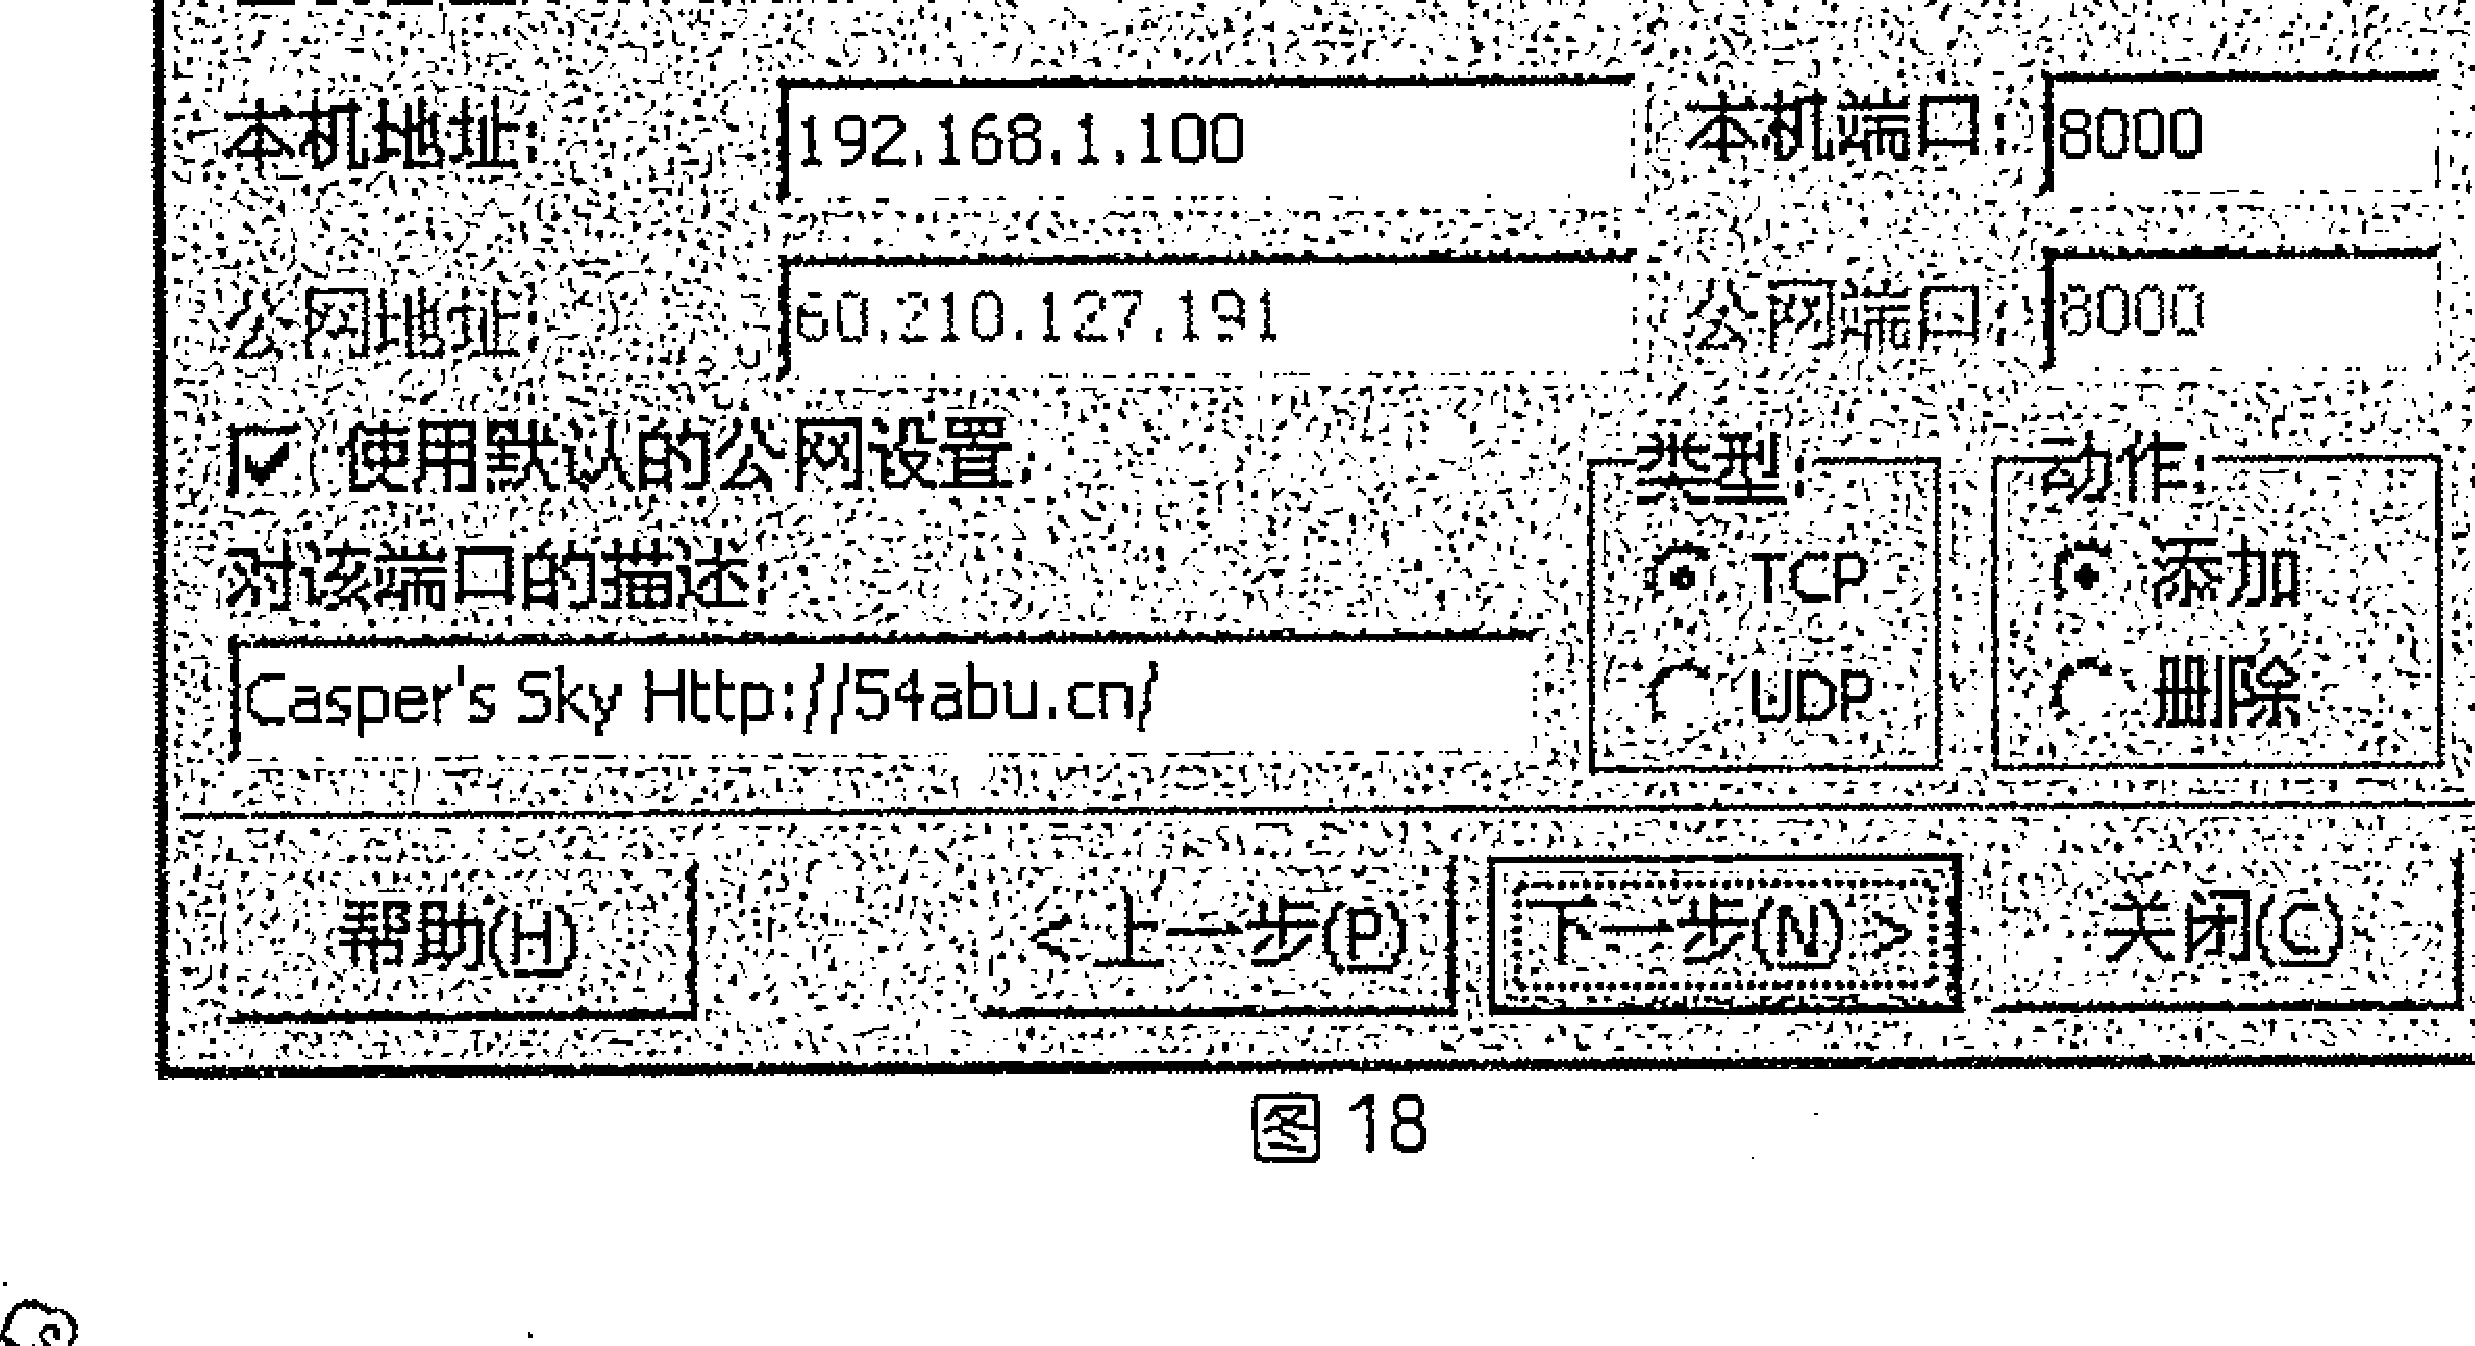 本机地址: 192.168.1.100 本机端口: 8000
公网地址: 60.210.127.191 公网端口: 8000
使用默认的公网设置. 类型: 动作:
对该端口的描述: TCP 添加
Casper's Sky Http://54abu.cn/ UDP 删除
帮助(H) <上一步(P) 下一步(N)> 关闭(C)
图 18